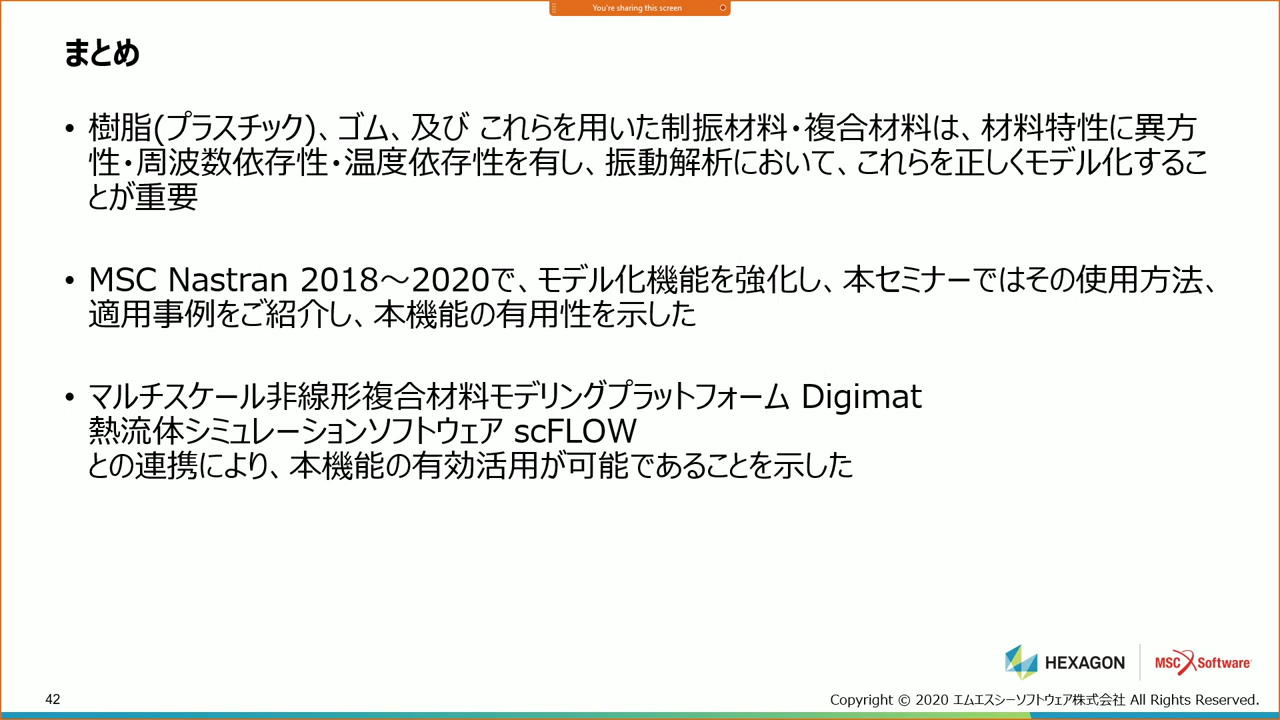 You're sharing this screen
まとめ
• 樹脂(プラスチック)、ゴム、及び これらを用いた制振材料・複合材料は、材料特性に異方
性・周波数依存性・温度依存性を有し、振動解析において、これらを正しくモデル化するこ
とが重要
• MSC Nastran 2018～2020で、モデル化機能を強化し、本セミナーではその使用方法、
適用事例をご紹介し、本機能の有用性を示した
• マルチスケール非線形複合材料モデリングプラットフォーム Digimat
熱流体シミュレーションソフトウェア scFLOW
との連携により、本機能の有効活用が可能であることを示した
HEXAGON
MSC Software
42
Copyright © 2020 エムエスシーソフトウェア株式会社 All Rights Reserved.